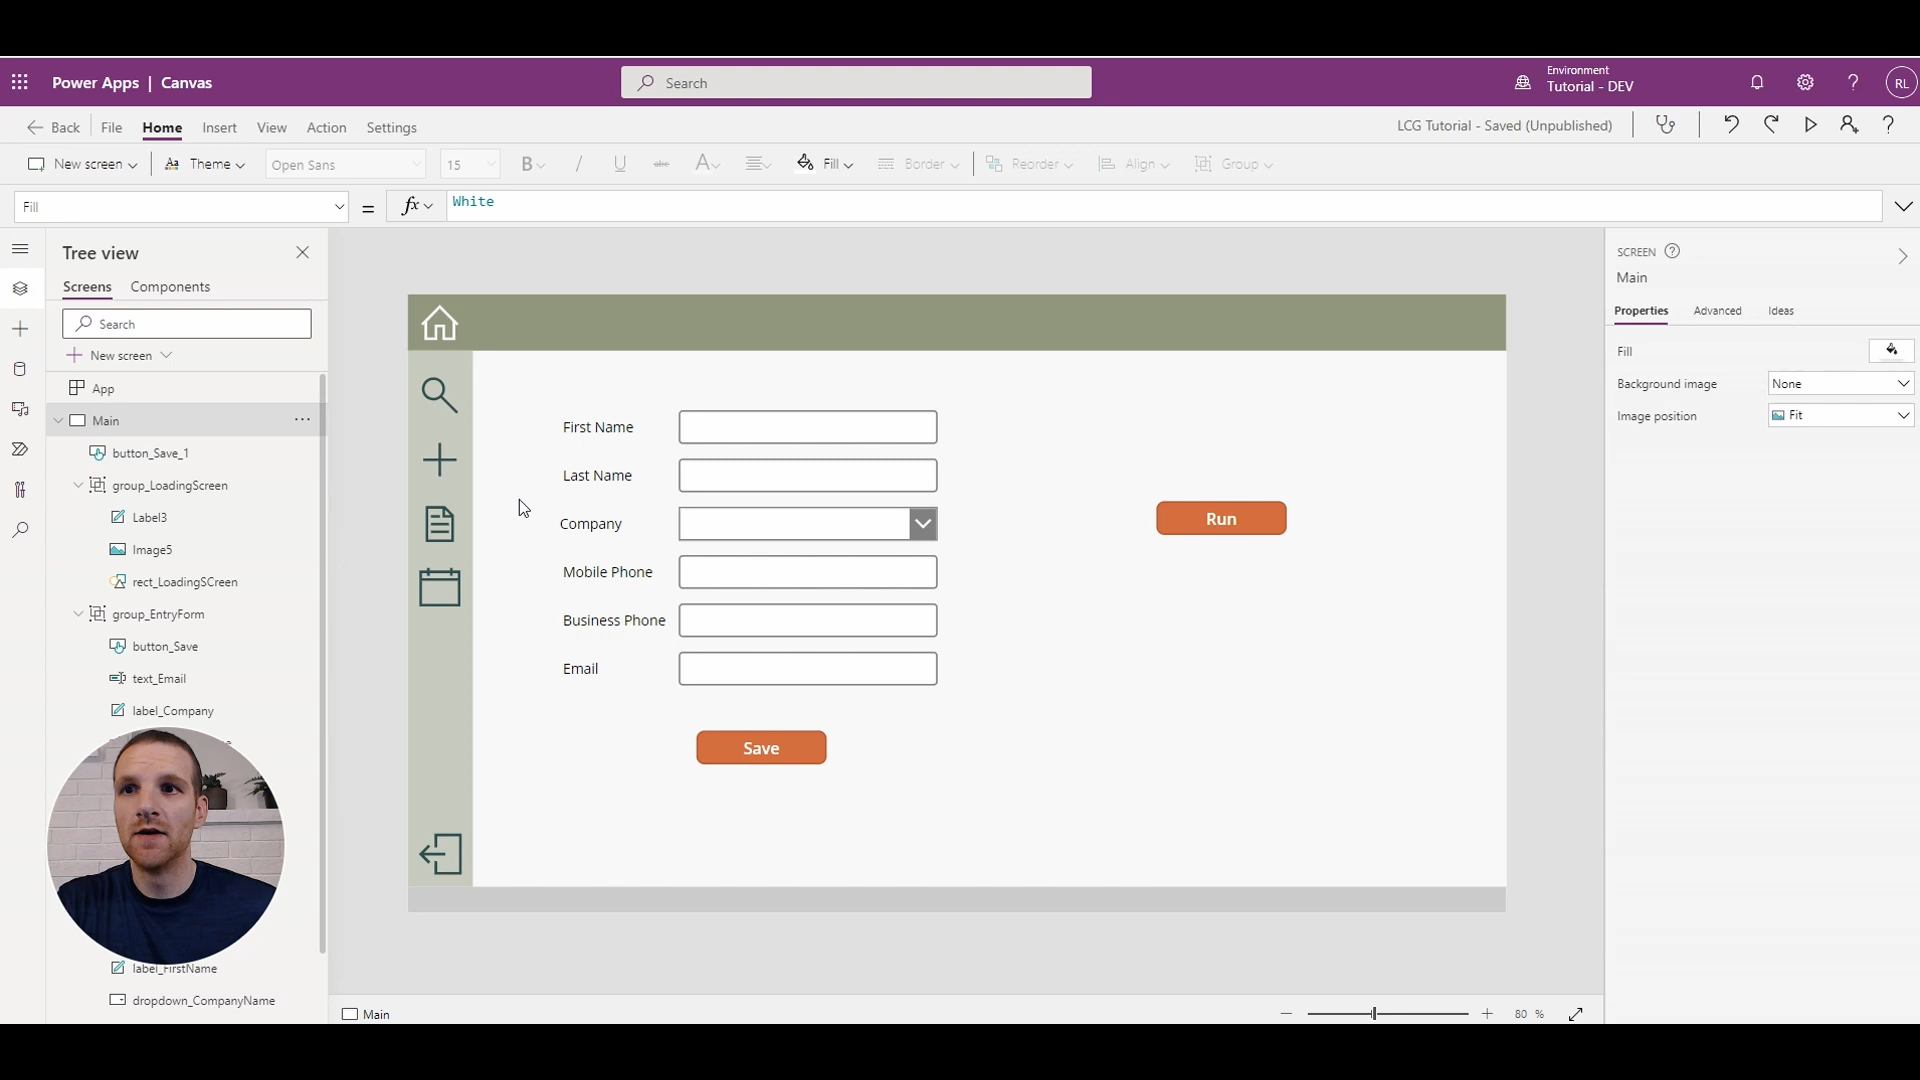 Power Apps | Canvas
Search
Environment
Tutorial - DEV
RL
Back
File
Home
Insert
View
Action
Settings
LCG Tutorial - Saved (Unpublished)
New screen
Theme
Open Sans
15
B
/
U
abc
A
Fill
Border
Reorder
Align
Group
Fill
=
fx
White
Tree view
Screens
Components
Search
New screen
App
Main
button_Save_1
group_LoadingScreen
Label3
Image5
rect_LoadingSCreen
group_EntryForm
button_Save
text_Email
label_Company
label_FirstName
dropdown_CompanyName
First Name
Last Name
Company
Mobile Phone
Business Phone
Email
Save
Run
SCREEN
Main
Properties
Advanced
Ideas
Fill
Background image
None
Image position
Fit
Main
80 %